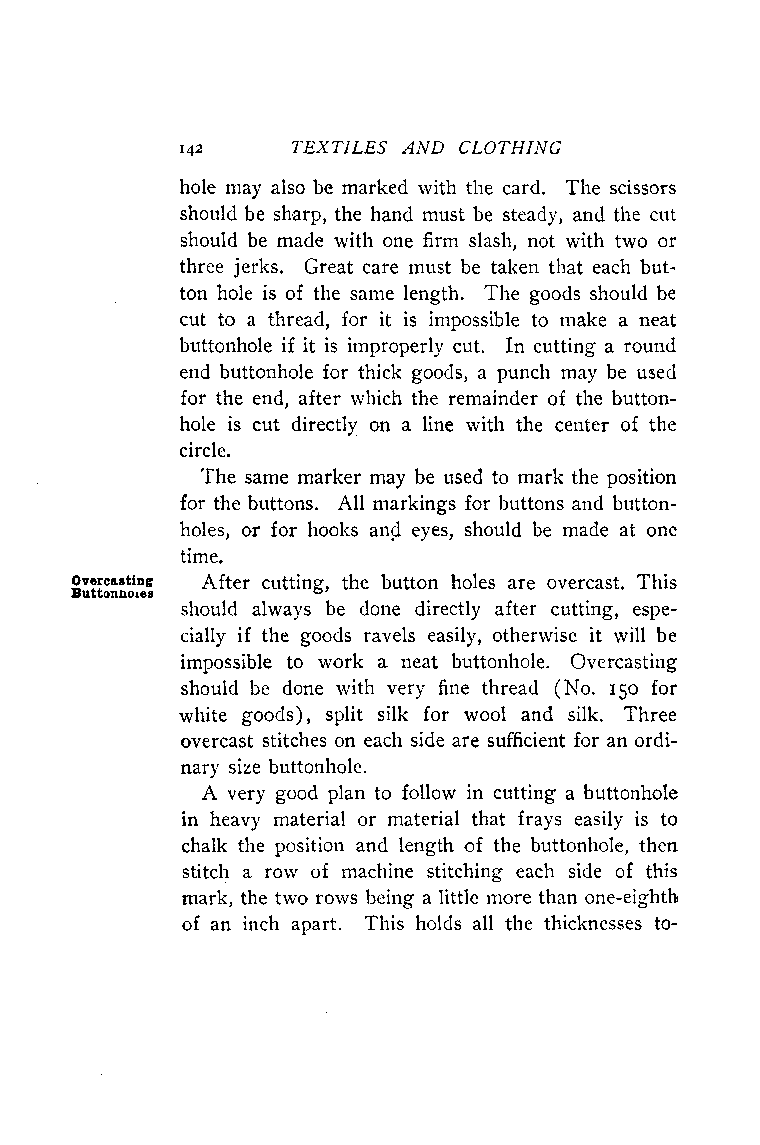 142 TEXTILES AND CLOTHING
hole may also be marked with the card. The scissors
should be sharp, the hand must be steady, and the cut
should be made with one firm slash, not with two or
three jerks. Great care must be taken that each but-
ton hole is of the same length. The goods should be
cut to a thread, for it is impossible to make a neat
buttonhole if it is improperly cut. In cutting a round
end buttonhole for thick goods, a punch may be used
for the end, after which the remainder of the button-
hole is cut directly on a line with the center of the
circle.
The same marker may be used to mark the position
for the buttons. All markings for buttons and button-
holes, or for hooks and eyes, should be made at one
time.
Overcasting
Buttonholes
After cutting, the button holes are overcast. This
should always be done directly after cutting, espe-
cially if the goods ravels easily, otherwise it will be
impossible to work a neat buttonhole. Overcasting
should be done with very fine thread (No. 150 for
white goods), split silk for wool and silk. Three
overcast stitches on each side are sufficient for an ordi-
nary size buttonhole.
A very good plan to follow in cutting a buttonhole
in heavy material or material that frays easily is to
chalk the position and length of the buttonhole, then
stitch a row of machine stitching each side of this
mark, the two rows being a little more than one-eighth
of an inch apart. This holds all the thicknesses to-